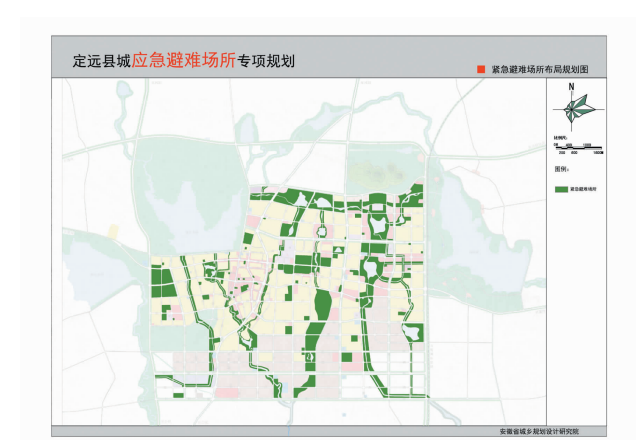 定远县城应急避难场所专项规划
紧急避难场所布局规划图
N
比例尺:
图例:
紧急避难场所
安徽省城乡规划设计研究院